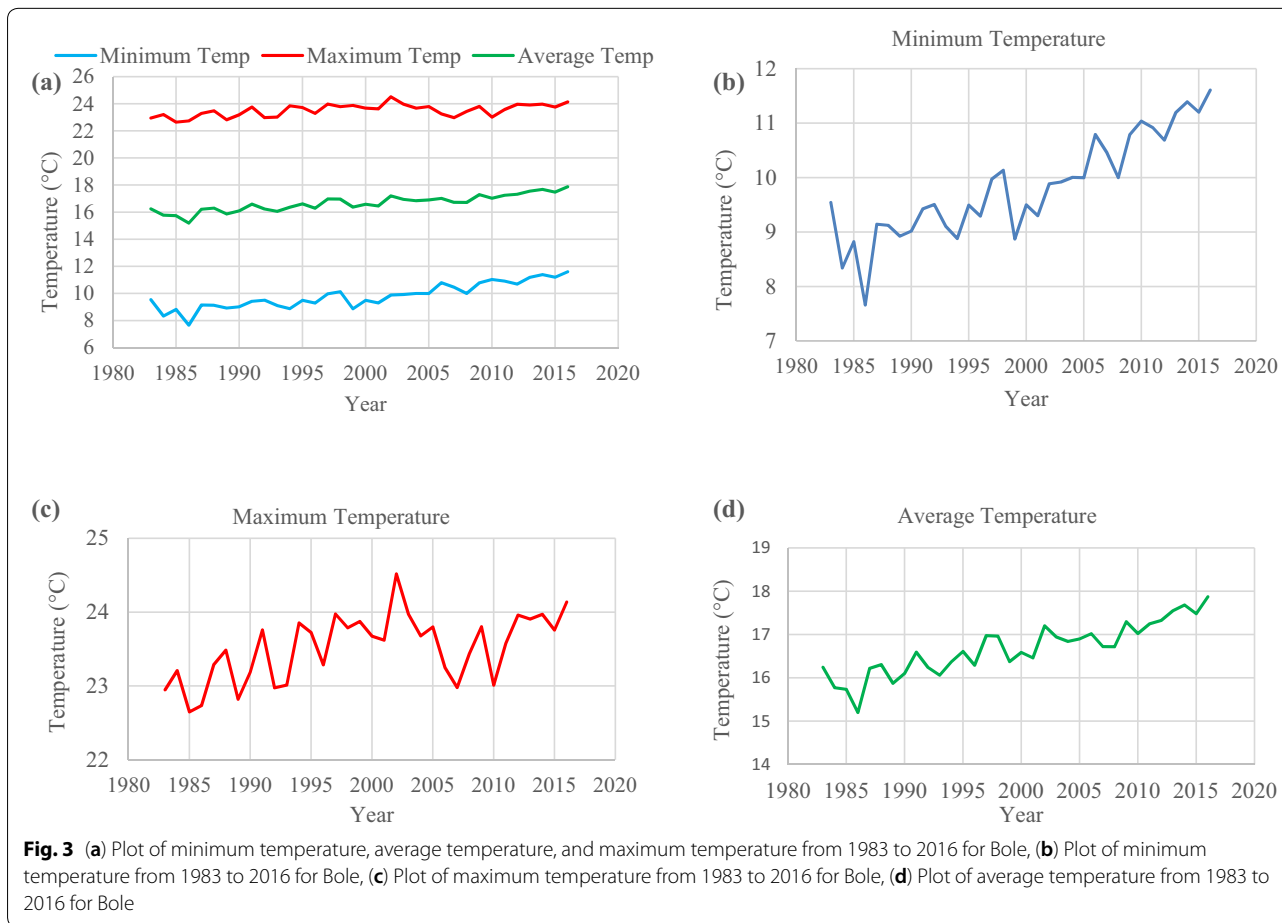 Minimum Temp Maximum Temp Average Temp
(a)
26
24
22
20
18
16
14
12
10
8
6
Temperature (°C)
1980 1985 1990 1995 2000 2005 2010 2015 2020
Year
Minimum Temperature
(b)
12
11
10
9
8
7
Temperature (°C)
1980 1985 1990 1995 2000 2005 2010 2015 2020
Year
(c)
Maximum Temperature
25
24
23
22
Temperature (°C)
1980 1985 1990 1995 2000 2005 2010 2015 2020
Year
(d)
Average Temperature
19
18
17
16
15
14
Temperature (°C)
1980 1985 1990 1995 2000 2005 2010 2015 2020
Year
Fig. 3 (a) Plot of minimum temperature, average temperature, and maximum temperature from 1983 to 2016 for Bole, (b) Plot of minimum
temperature from 1983 to 2016 for Bole, (c) Plot of maximum temperature from 1983 to 2016 for Bole, (d) Plot of average temperature from 1983 to
2016 for Bole